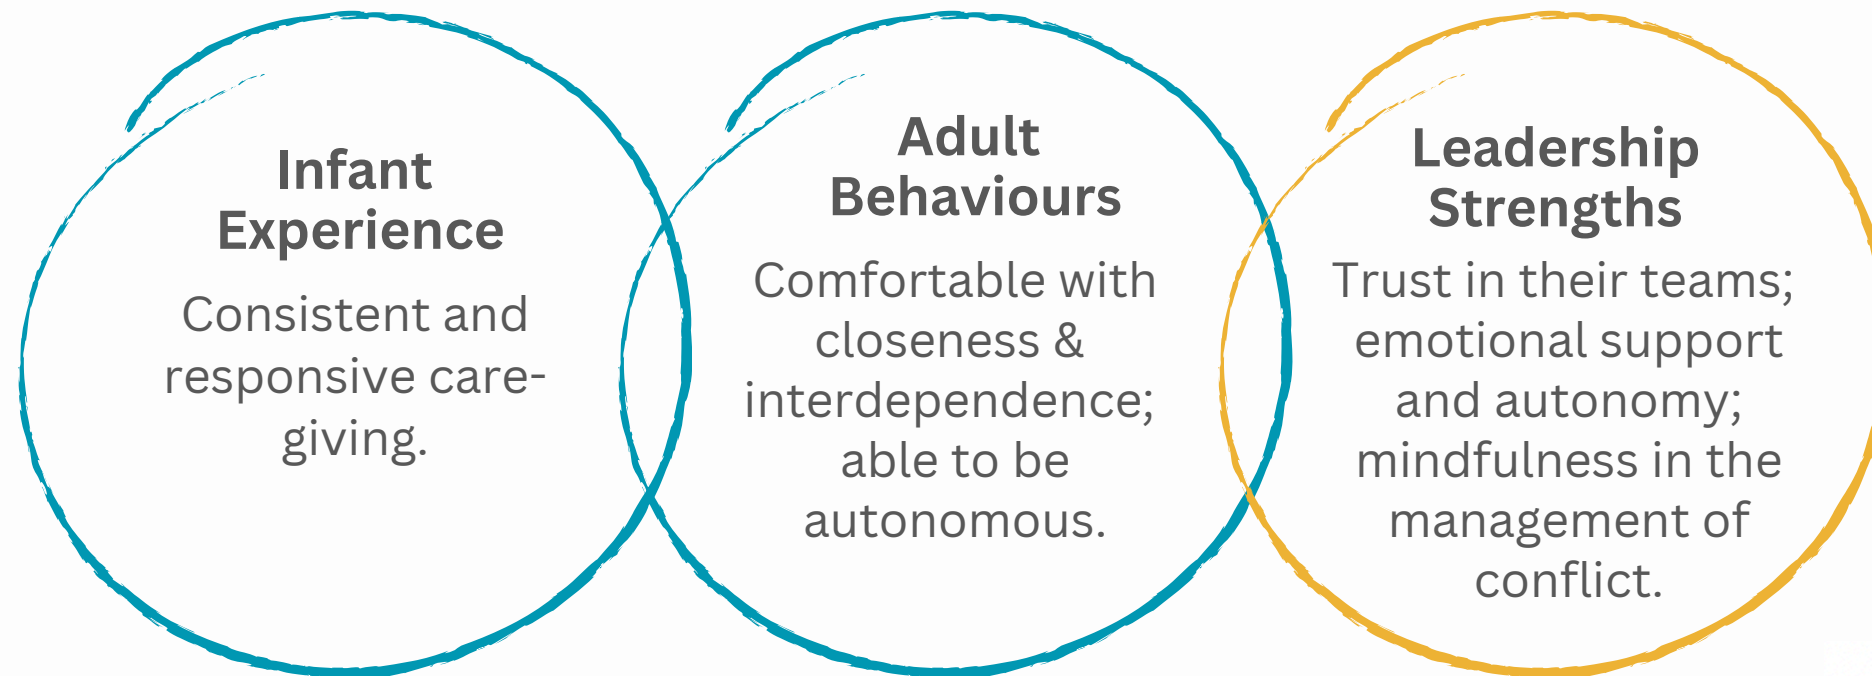 Infant
Experience
Consistent and
responsive care-
giving.
Adult
Behaviours
Comfortable with
closeness &
interdependence;
able to be
autonomous.
Leadership
Strengths
Trust in their teams;
emotional support
and autonomy;
mindfulness in the
management of
conflict.